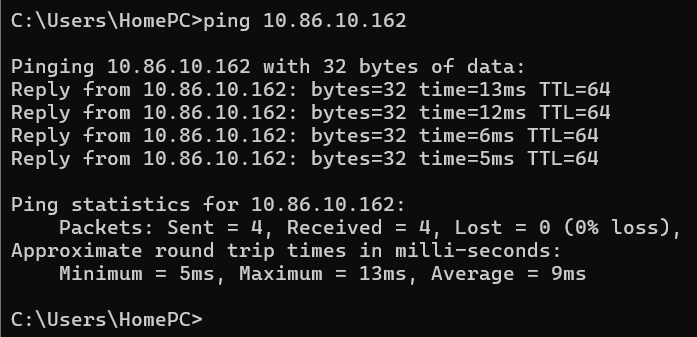 C:\Users\HomePC>ping 10.86.10.162
Pinging 10.86.10.162 with 32 bytes of data:
Reply from 10.86.10.162: bytes=32 time=13ms TTL=64
Reply from 10.86.10.162: bytes=32 time=12ms TTL=64
Reply from 10.86.10.162: bytes=32 time=6ms TTL=64
Reply from 10.86.10.162: bytes=32 time=5ms TTL=64
Ping statistics for 10.86.10.162:
    Packets: Sent = 4, Received = 4, Lost = 0 (0% loss),
Approximate round trip times in milli-seconds:
    Minimum = 5ms, Maximum = 13ms, Average = 9ms
C:\Users\HomePC>